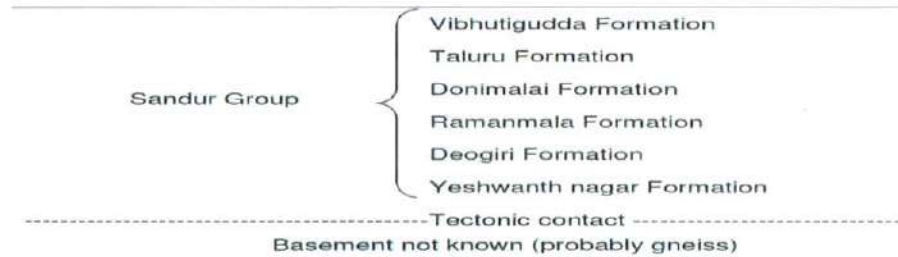 Vibhutigudda Formation
Taluru Formation
Donimalai Formation
Sandur Group
Ramanmala Formation
Deogiri Formation
Yeshwanth nagar Formation
Tectonic contact
Basement not known (probably gneiss)